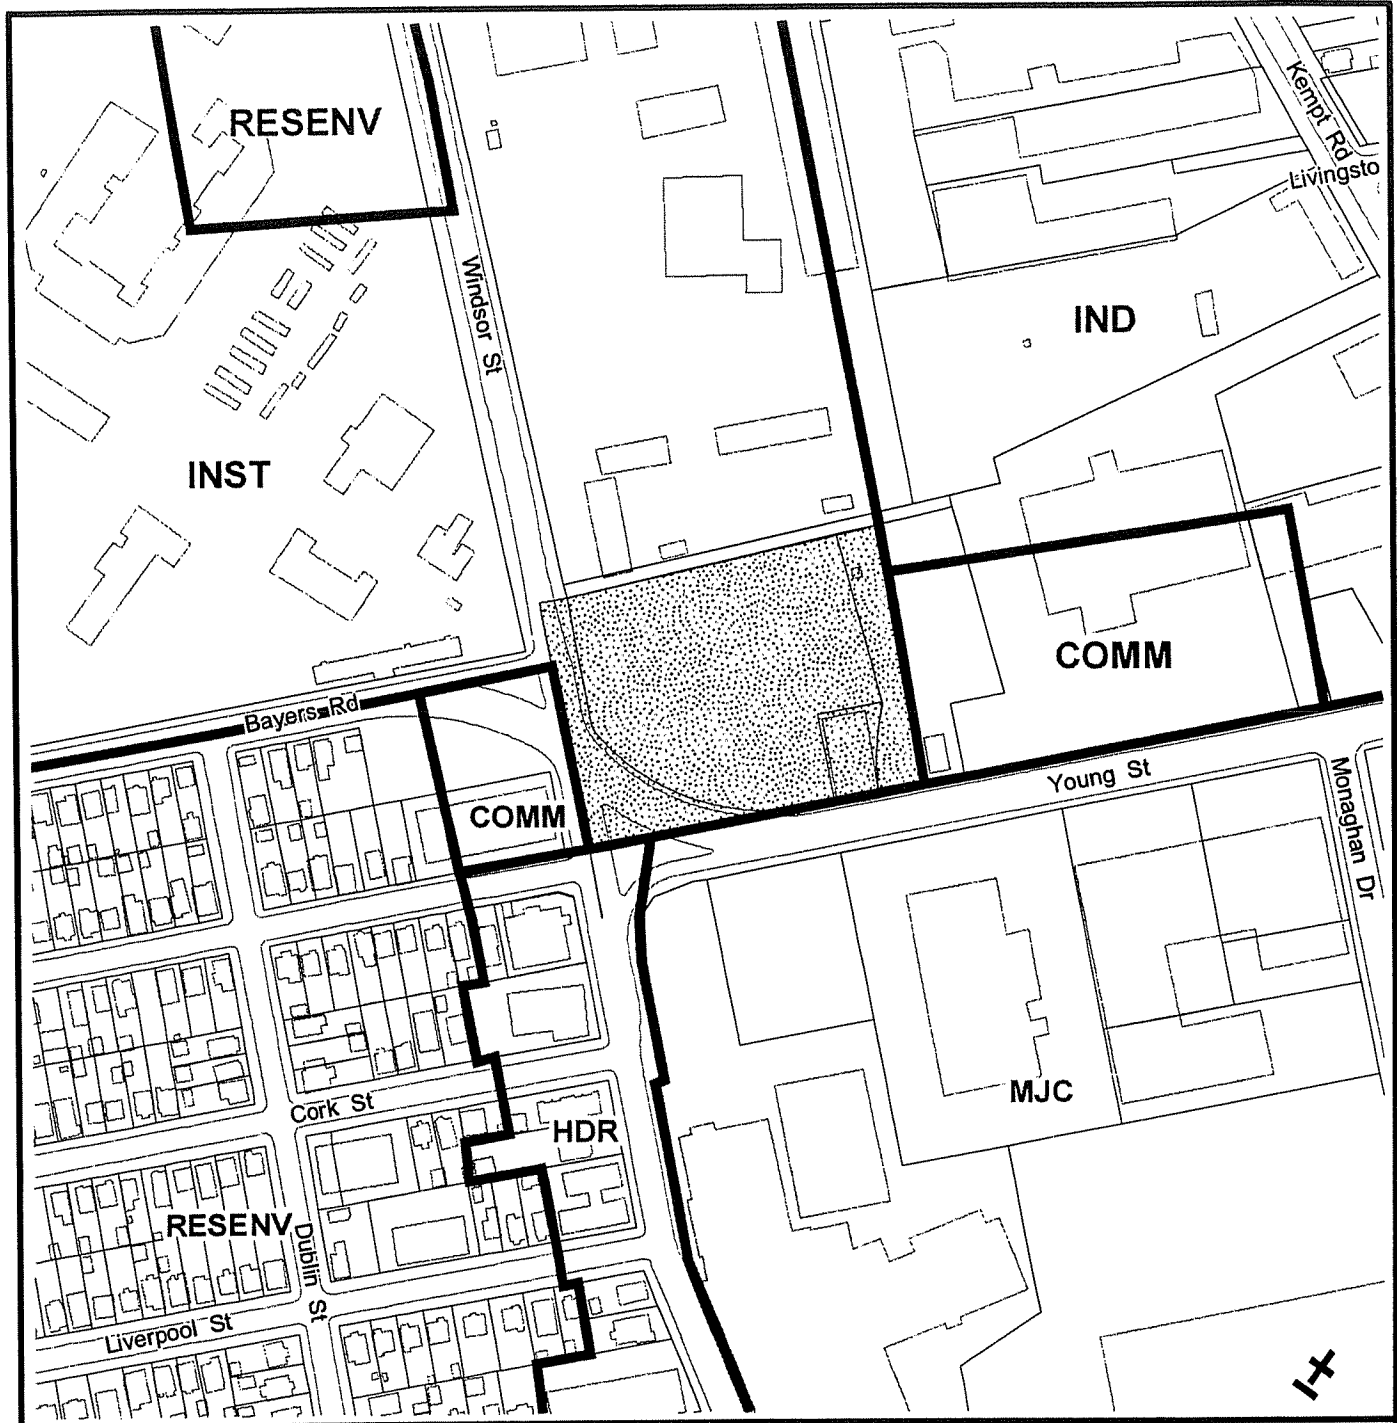 RESENV
Kempt Rd
Livingsto
Windsor St
IND
INST
COMM
Bayers Rd
Young St
COMM
Monaghan Dr
MJC
Cork St
HDR
RESENV
Dublin St
Liverpool St